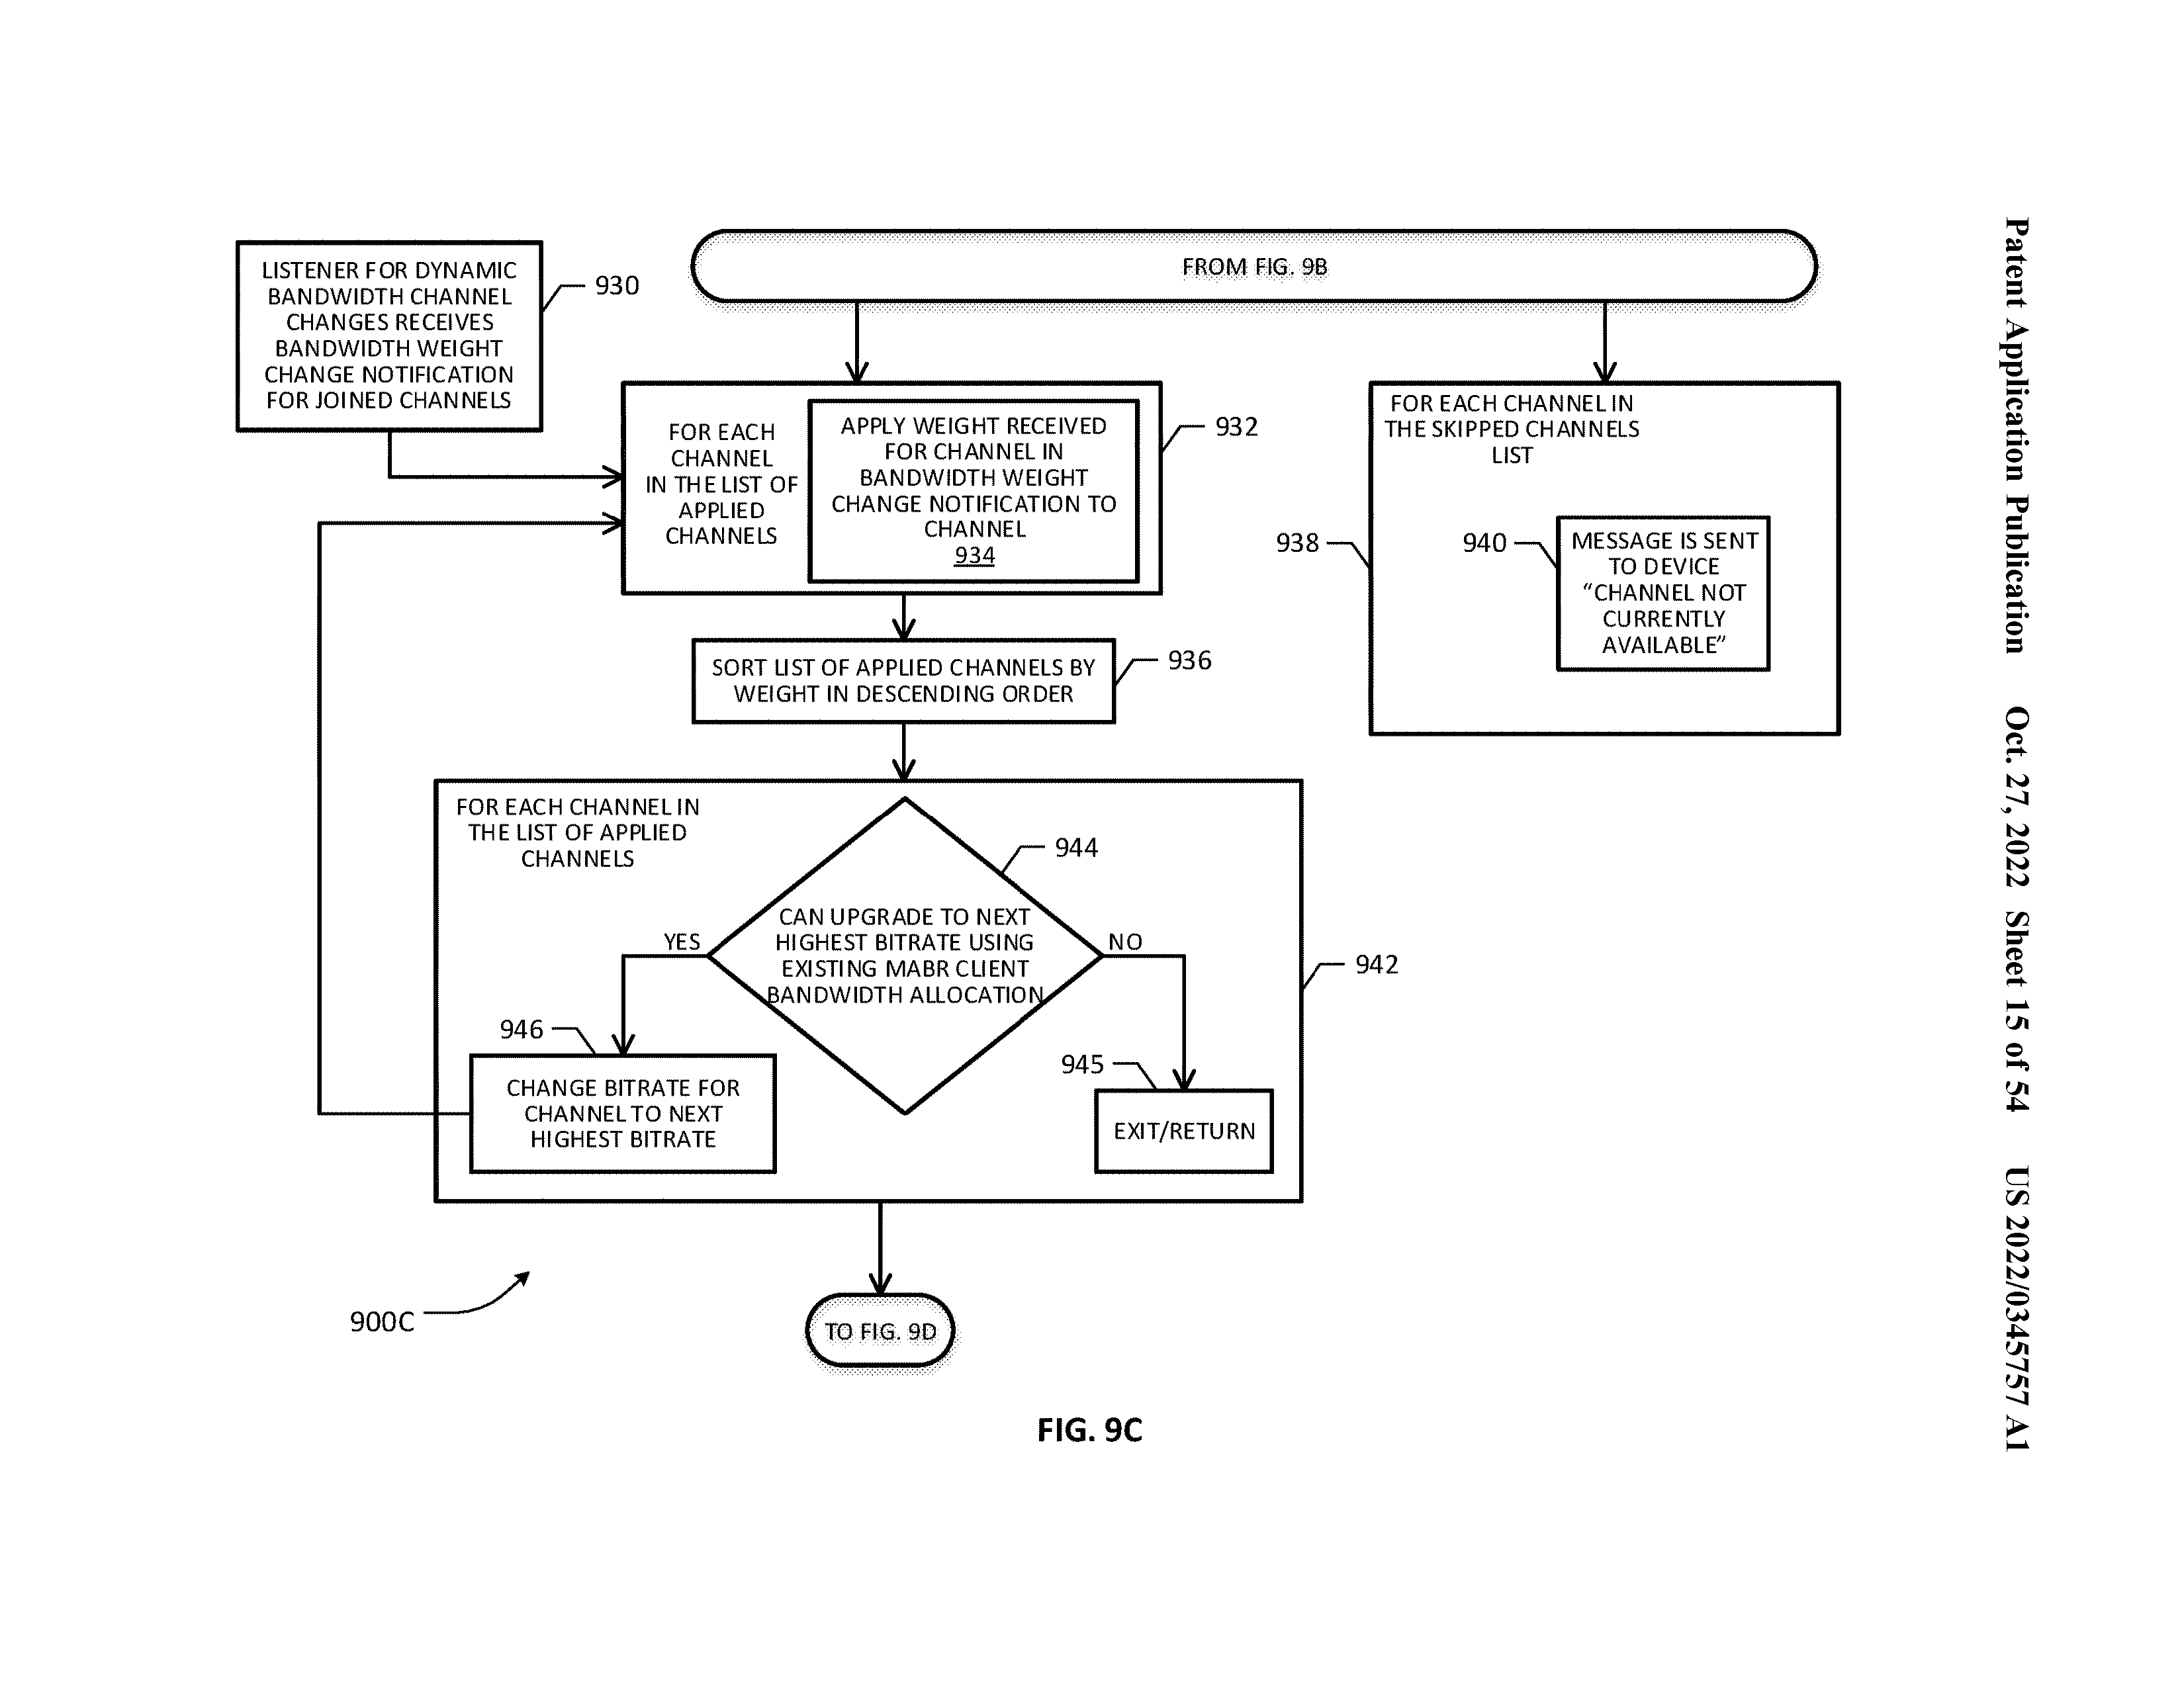 Patent Application Publication Oct. 27, 2022 Sheet 15 of 54 US 2022/0345757 A1
FROM FIG. 9B
LISTENER FOR DYNAMIC
BANDWIDTH CHANNEL
CHANGES RECEIVES
BANDWIDTH WEIGHT
CHANGE NOTIFICATION
FOR JOINED CHANNELS
930
FOR EACH
CHANNEL
IN THE LIST OF
APPLIED
CHANNELS
APPLY WEIGHT RECEIVED
FOR CHANNEL IN
BANDWIDTH WEIGHT
CHANGE NOTIFICATION TO
CHANNEL
934
932
FOR EACH CHANNEL IN
THE SKIPPED CHANNELS
LIST
938
940
MESSAGE IS SENT
TO DEVICE
“CHANNEL NOT
CURRENTLY
AVAILABLE”
SORT LIST OF APPLIED CHANNELS BY
WEIGHT IN DESCENDING ORDER
936
FOR EACH CHANNEL IN
THE LIST OF APPLIED
CHANNELS
944
CAN UPGRADE TO NEXT
HIGHEST BITRATE USING
EXISTING MABR CLIENT
BANDWIDTH ALLOCATION
YES
NO
942
946
CHANGE BITRATE FOR
CHANNEL TO NEXT
HIGHEST BITRATE
945
EXIT/RETURN
900C
TO FIG. 9D
FIG. 9C